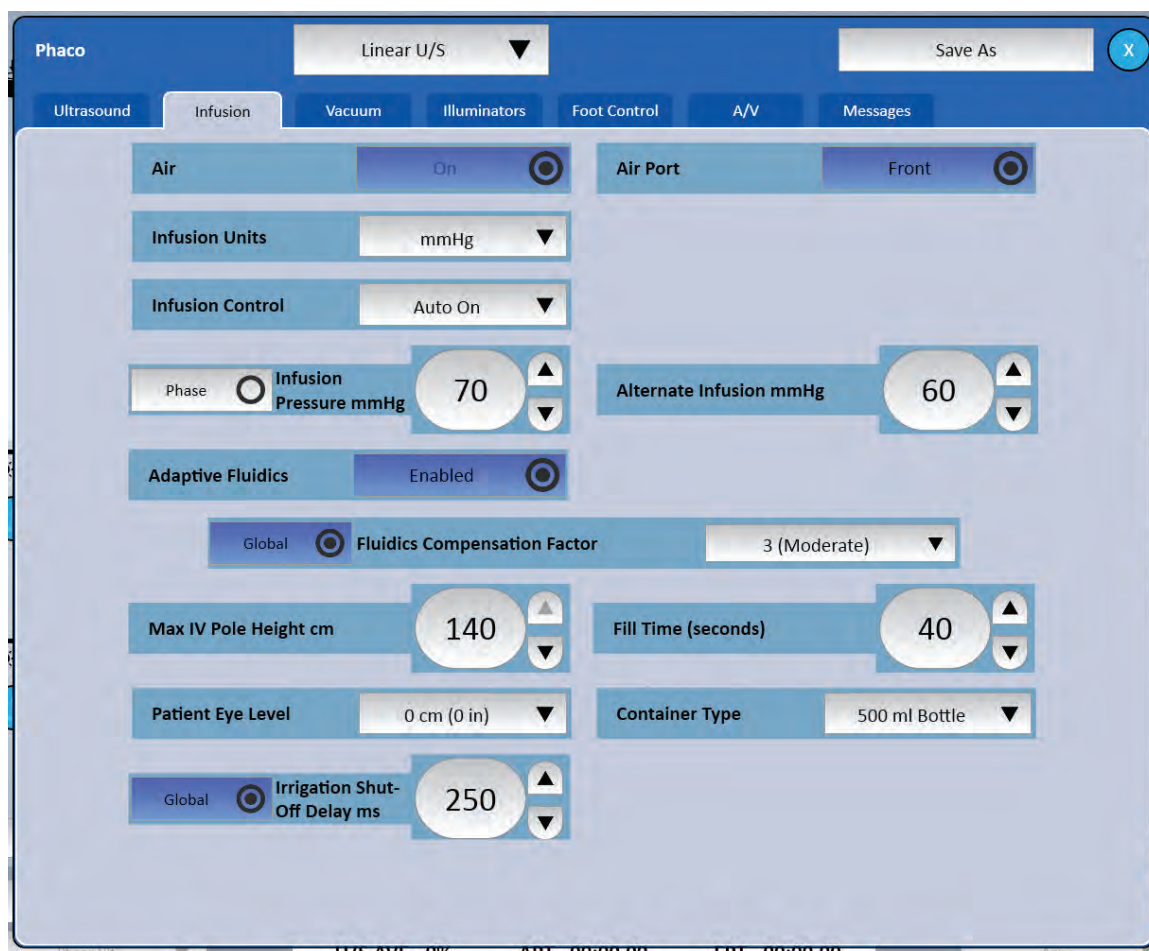 Phaco
Linear U/S
Save As
X
Ultrasound
Infusion
Vacuum
Illuminators
Foot Control
A/V
Messages
Air
On
Air Port
Front
Infusion Units
mmHg
Infusion Control
Auto On
Phase
Infusion
Pressure mmHg
70
Alternate Infusion mmHg
60
Adaptive Fluidics
Enabled
Global
Fluidics Compensation Factor
3 (Moderate)
Max IV Pole Height cm
140
Fill Time (seconds)
40
Patient Eye Level
0 cm (0 in)
Container Type
500 ml Bottle
Global
Irrigation Shut-
Off Delay ms
250